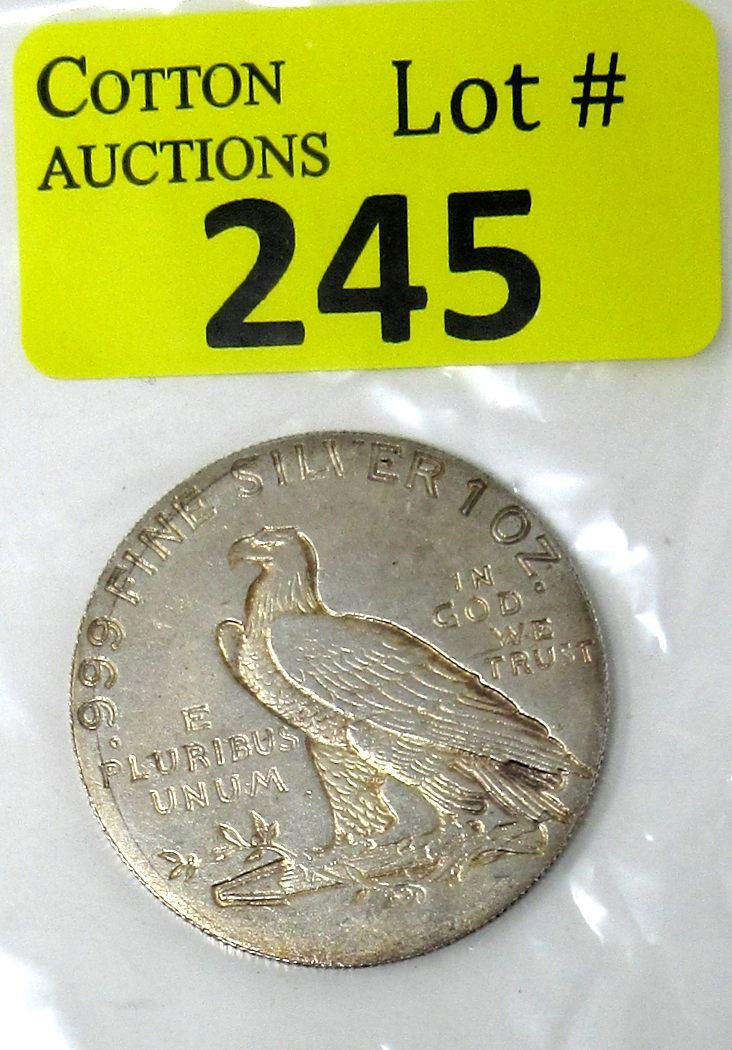 COTTON
AUCTIONS
Lot #
245
.999 FINE SILVER 1 OZ.
IN
GOD
WE
TRUST
E
PLURIBUS
UNUM